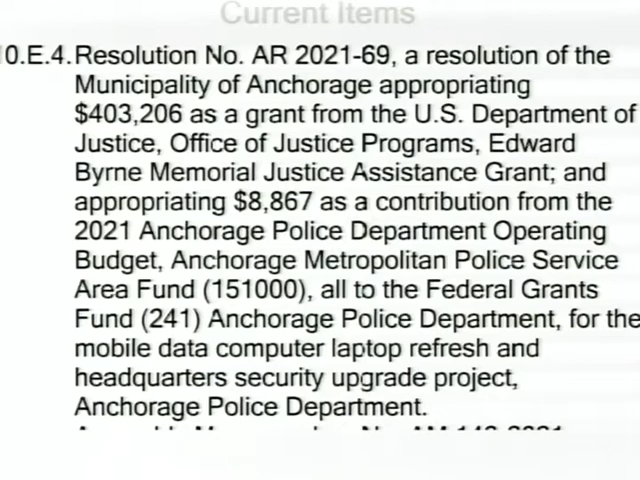 Current Items
0.E.4. Resolution No. AR 2021-69, a resolution of the
Municipality of Anchorage appropriating
$403,206 as a grant from the U.S. Department of
Justice, Office of Justice Programs, Edward
Byrne Memorial Justice Assistance Grant; and
appropriating $8,867 as a contribution from the
2021 Anchorage Police Department Operating
Budget, Anchorage Metropolitan Police Service
Area Fund (151000), all to the Federal Grants
Fund (241) Anchorage Police Department, for the
mobile data computer laptop refresh and
headquarters security upgrade project,
Anchorage Police Department.